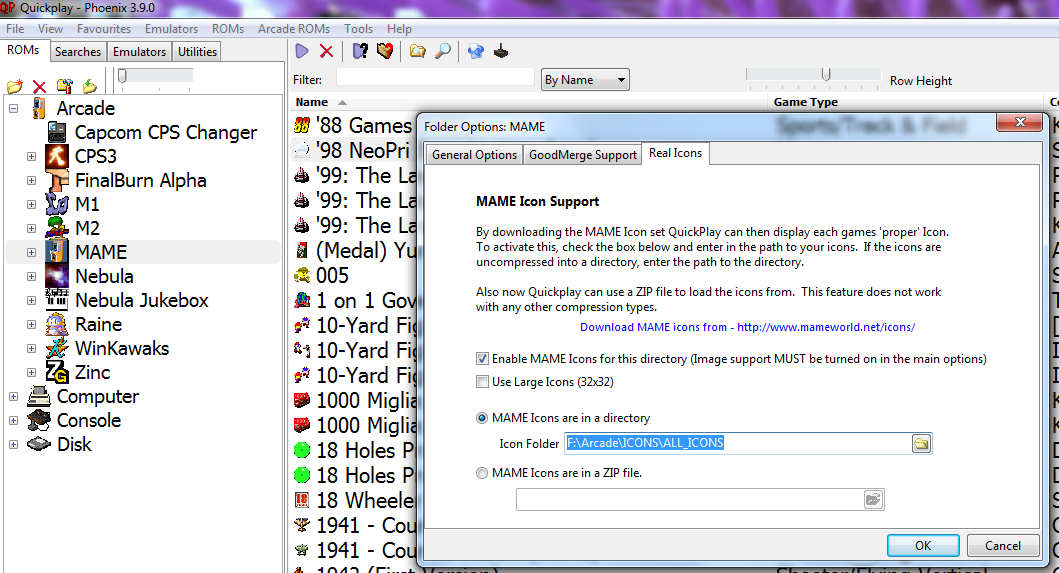 QP Quickplay - Phoenix 3.9.0
File View Favourites Emulators ROMs Arcade ROMs Tools Help
ROMs Searches Emulators Utilities
Filter: By Name Row Height
Name Game Type
Arcade
Capcom CPS Changer
CPS3
FinalBurn Alpha
M1
M2
MAME
Nebula
Nebula Jukebox
Raine
WinKawaks
Zinc
Computer
Console
Disk
'88 Games
'98 NeoPri
'99: The La
'99: The La
'99: The La
(Medal) Yu
005
1 on 1 Gov
10-Yard Fig
10-Yard Fig
10-Yard Fig
1000 Miglia
1000 Miglia
18 Holes P
18 Holes P
18 Wheele
1941 - Cou
1941 - Cou
1942 (First Version)
Shooter/Flying Vertical
Folder Options: MAME
Sports/Track & Field
General Options GoodMerge Support Real Icons
MAME Icon Support
By downloading the MAME Icon set QuickPlay can then display each games 'proper' Icon.
To activate this, check the box below and enter in the path to your icons. If the icons are
uncompressed into a directory, enter the path to the directory.
Also now Quickplay can use a ZIP file to load the icons from. This feature does not work
with any other compression types.
Download MAME icons from - http://www.mameworld.net/icons/
Enable MAME Icons for this directory (Image support MUST be turned on in the main options)
Use Large Icons (32x32)
MAME Icons are in a directory
Icon Folder F:\Arcade\ICONS\ALL_ICONS
MAME Icons are in a ZIP file.
OK Cancel